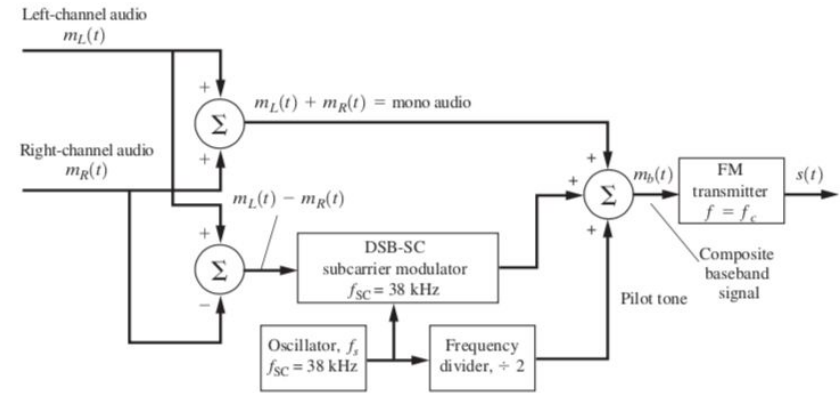 Left-channel audio
m_L(t)
+
Σ
+
m_L(t) + m_R(t) = mono audio
Right-channel audio
m_R(t)
m_L(t) − m_R(t)
+
Σ
−
DSB-SC
subcarrier modulator
f_SC = 38 kHz
Oscillator, f_s
f_SC = 38 kHz
Frequency
divider, ÷ 2
+
+
Σ
+
m_b(t)
FM
transmitter
f = f_c
s(t)
Composite
baseband
signal
Pilot tone